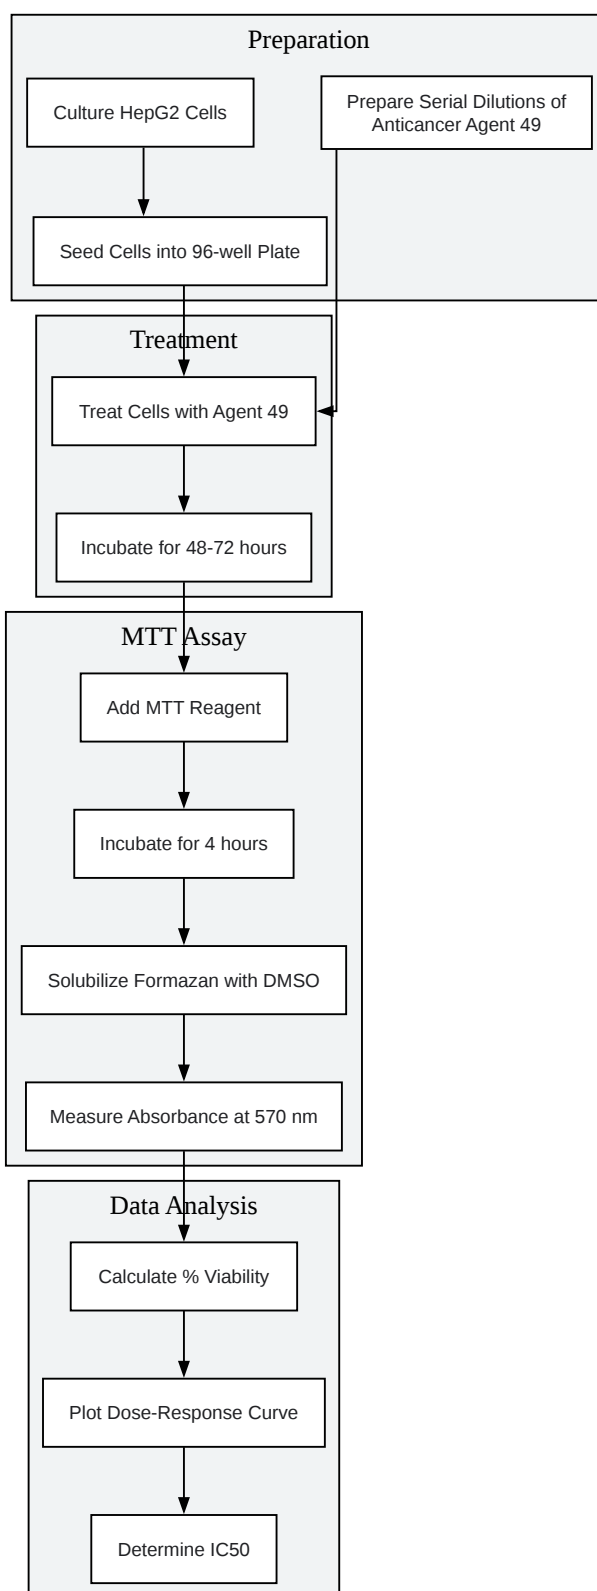 Preparation
Culture HepG2 Cells
Prepare Serial Dilutions of
Anticancer Agent 49
Seed Cells into 96-well Plate
Treatment
Treat Cells with Agent 49
Incubate for 48-72 hours
MTT Assay
Add MTT Reagent
Incubate for 4 hours
Solubilize Formazan with DMSO
Measure Absorbance at 570 nm
Data Analysis
Calculate % Viability
Plot Dose-Response Curve
Determine IC50